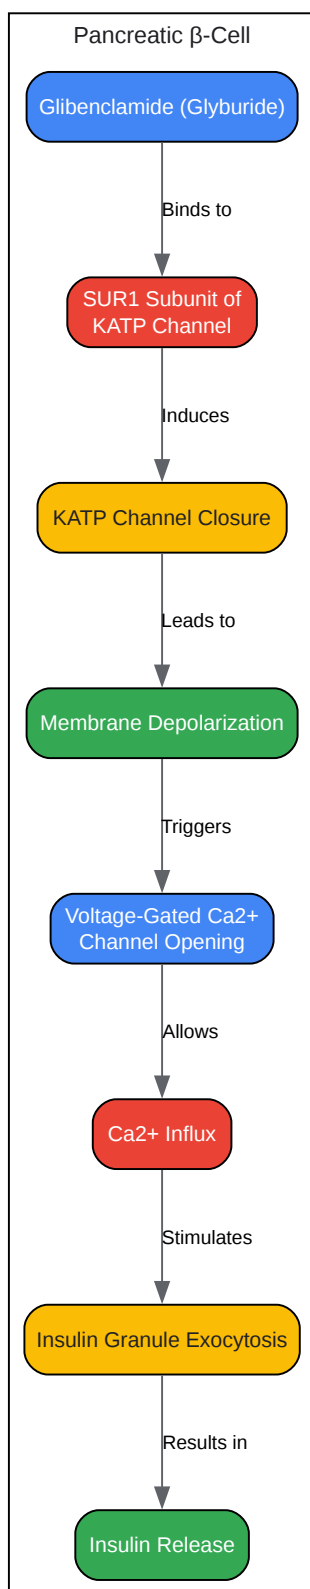 Pancreatic β-Cell
Glibenclamide (Glyburide)
Binds to
SUR1 Subunit of
KATP Channel
Induces
KATP Channel Closure
Leads to
Membrane Depolarization
Triggers
Voltage-Gated Ca2+
Channel Opening
Allows
Ca2+ Influx
Stimulates
Insulin Granule Exocytosis
Results in
Insulin Release